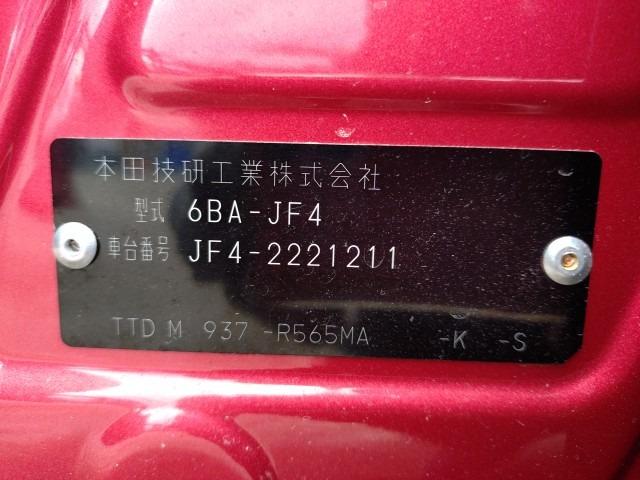 本田技研工業株式会社
型式 6BA-JF4
車台番号 JF4-2221211
TTD M 937 -R565MA -K -S